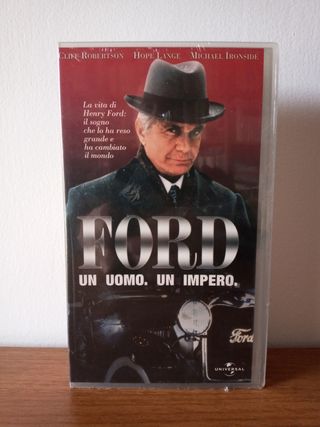 CLIFF ROBERTSON HOPE LANGE MICHAEL IRONSIDE
La vita di
Henry Ford:
il sogno
che lo ha reso
grande e
ha cambiato
il mondo
FORD
UN UOMO. UN IMPERO.
Ford
UNIVERSAL